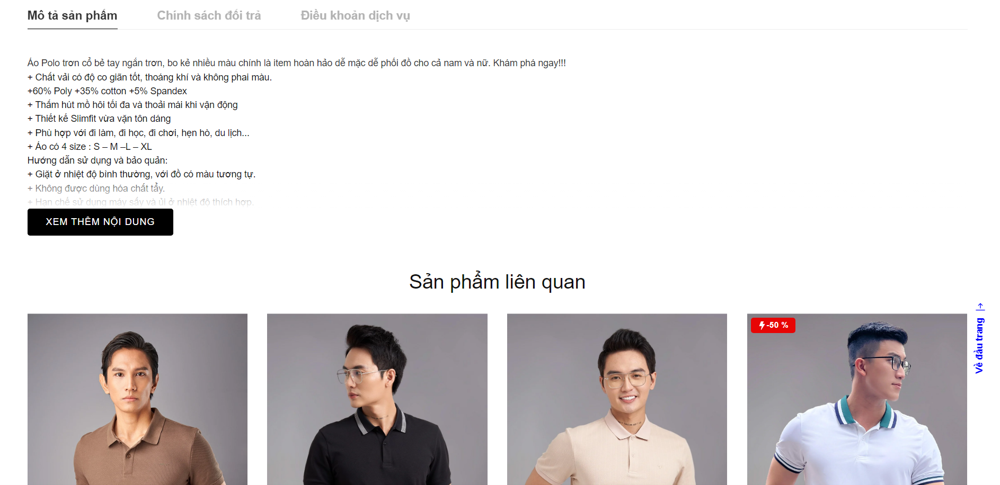 Mô tả sản phẩm
Chính sách đổi trả
Điều khoản dịch vụ
Áo Polo trơn cổ bẻ tay ngắn trơn, bo kẻ nhiều màu chính là item hoàn hảo dễ mặc dễ phối đồ cho cả nam và nữ. Khám phá ngay!!!
+ Chất vải có độ co giãn tốt, thoáng khí và không phai màu.
+60% Poly +35% cotton +5% Spandex
+ Thấm hút mồ hôi tối đa và thoải mái khi vận động
+ Thiết kế Slimfit vừa vặn tôn dáng
+ Phù hợp với đi làm, đi học, đi chơi, hẹn hò, du lịch...
+ Áo có 4 size : S – M –L – XL
Hướng dẫn sử dụng và bảo quản:
+ Giặt ở nhiệt độ bình thường, với đồ có màu tương tự.
+ Không được dùng hóa chất tẩy.
+ Hạn chế sử dụng máy sấy và ủi ở nhiệt độ thích hợp.
XEM THÊM NỘI DUNG
Sản phẩm liên quan
-50 %
Về đầu trang